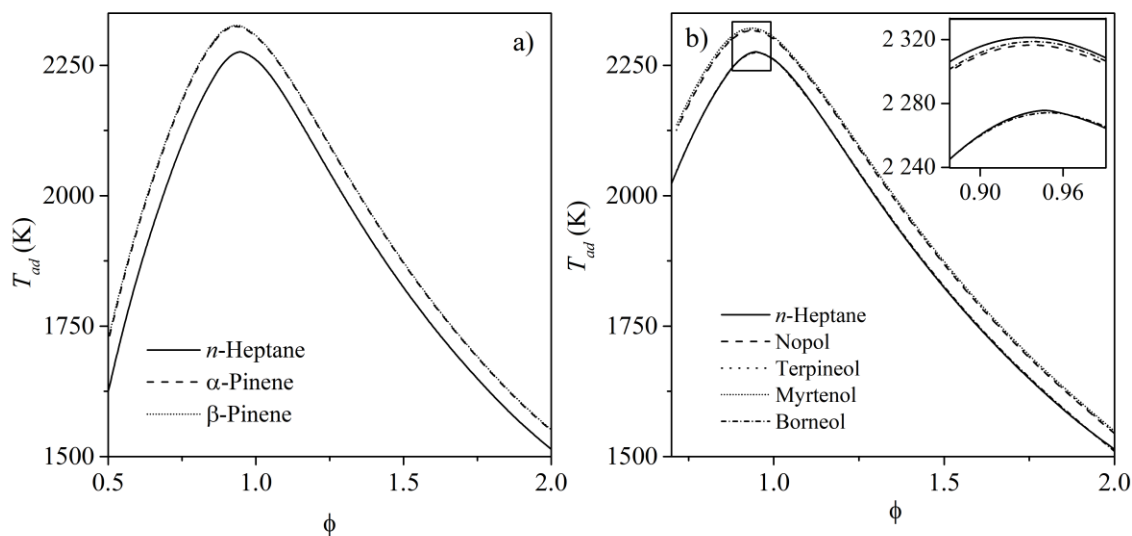 a)
2250
2000
1750
1500
T_ad (K)
n-Heptane
α-Pinene
β-Pinene
0.5 1.0 1.5 2.0
ϕ
b)
2250
2000
1750
1500
T_ad (K)
2 320
2 280
2 240
0.90 0.96
n-Heptane
Nopol
Terpineol
Myrtenol
Borneol
1.0 1.5 2.0
ϕ